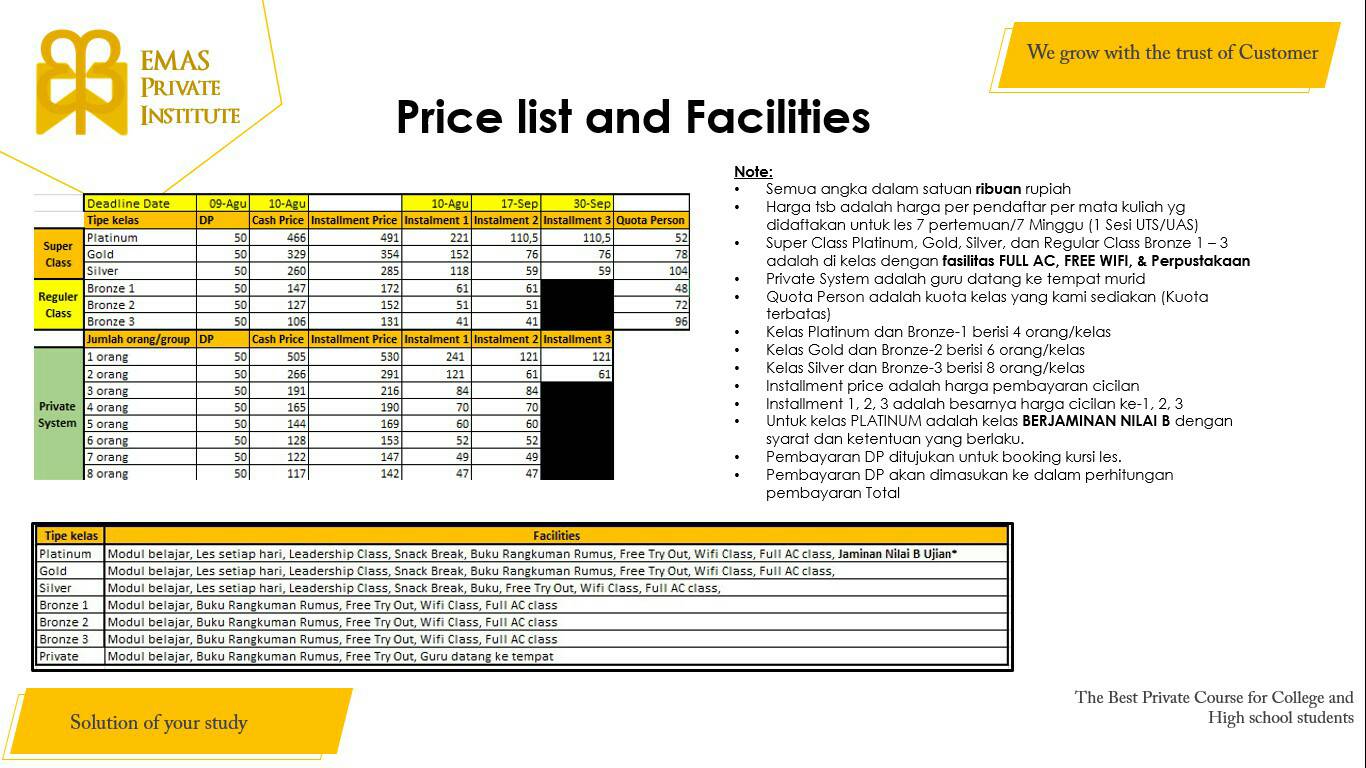 EMAS
PRIVATE
INSTITUTE
We grow with the trust of Customer
Price list and Facilities
Deadline Date 09-Agu 10-Agu 10-Agu 17-Sep 30-Sep
Tipe kelas DP Cash Price Installment Price Instalment 1 Instalment 2 Instalment 3 Quota Person
Super Class
Platinum 50 466 491 221 110,5 110,5 52
Gold 50 329 354 152 76 76 78
Silver 50 260 285 118 59 59 104
Reguler Class
Bronze 1 50 147 172 61 61 48
Bronze 2 50 127 152 51 51 72
Bronze 3 50 106 131 41 41 96
Jumlah orang/group DP Cash Price Installment Price Instalment 1 Instalment 2 Instalment 3
Private System
1 orang 50 505 530 241 121 121
2 orang 50 266 291 121 61 61
3 orang 50 191 216 84 84
4 orang 50 165 190 70 70
5 orang 50 144 169 60 60
6 orang 50 128 153 52 52
7 orang 50 122 147 49 49
8 orang 50 117 142 47 47
Note:
• Semua angka dalam satuan ribuan rupiah
• Harga tsb adalah harga per pendaftar per mata kuliah yg
didaftakan untuk les 7 pertemuan/7 Minggu (1 Sesi UTS/UAS)
• Super Class Platinum, Gold, Silver, dan Regular Class Bronze 1 – 3
adalah di kelas dengan fasilitas FULL AC, FREE WIFI, & Perpustakaan
• Private System adalah guru datang ke tempat murid
• Quota Person adalah kuota kelas yang kami sediakan (Kuota
terbatas)
• Kelas Platinum dan Bronze-1 berisi 4 orang/kelas
• Kelas Gold dan Bronze-2 berisi 6 orang/kelas
• Kelas Silver dan Bronze-3 berisi 8 orang/kelas
• Installment price adalah harga pembayaran cicilan
• Installment 1, 2, 3 adalah besarnya harga cicilan ke-1, 2, 3
• Untuk kelas PLATINUM adalah kelas BERJAMINAN NILAI B dengan
syarat dan ketentuan yang berlaku.
• Pembayaran DP ditujukan untuk booking kursi les.
• Pembayaran DP akan dimasukan ke dalam perhitungan
pembayaran Total
Tipe kelas Facilities
Platinum Modul belajar, Les setiap hari, Leadership Class, Snack Break, Buku Rangkuman Rumus, Free Try Out, Wifi Class, Full AC class, Jaminan Nilai B Ujian*
Gold Modul belajar, Les setiap hari, Leadership Class, Snack Break, Buku Rangkuman Rumus, Free Try Out, Wifi Class, Full AC class,
Silver Modul belajar, Les setiap hari, Leadership Class, Snack Break, Buku, Free Try Out, Wifi Class, Full AC class,
Bronze 1 Modul belajar, Buku Rangkuman Rumus, Free Try Out, Wifi Class, Full AC class
Bronze 2 Modul belajar, Buku Rangkuman Rumus, Free Try Out, Wifi Class, Full AC class
Bronze 3 Modul belajar, Buku Rangkuman Rumus, Free Try Out, Wifi Class, Full AC class
Private Modul belajar, Buku Rangkuman Rumus, Free Try Out, Guru datang ke tempat
Solution of your study
The Best Private Course for College and
High school students